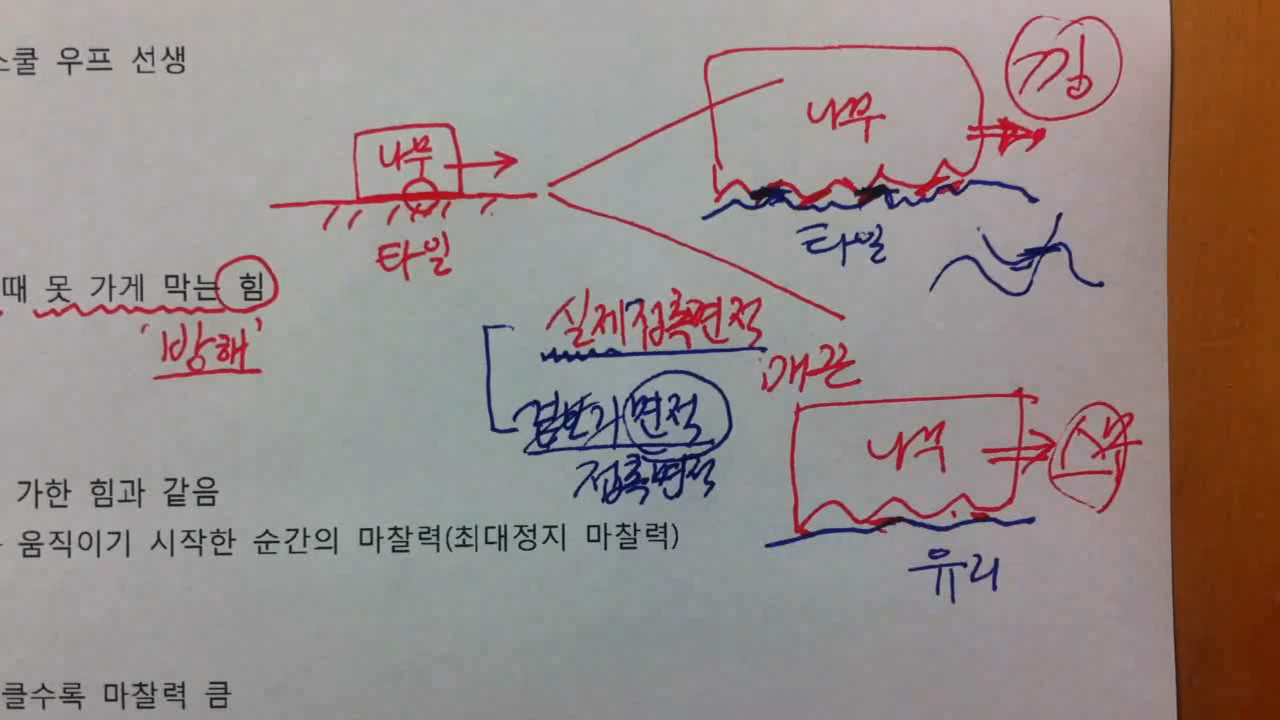 스쿨 우프 선생
나무
타일
나무
낌
타일
때 못 가게 막는 힘
'방해'
실제접촉면적
겉보기 면적
접촉면적
매끈
나무
유리
가한 힘과 같음
움직이기 시작한 순간의 마찰력(최대정지 마찰력)
클수록 마찰력 큼